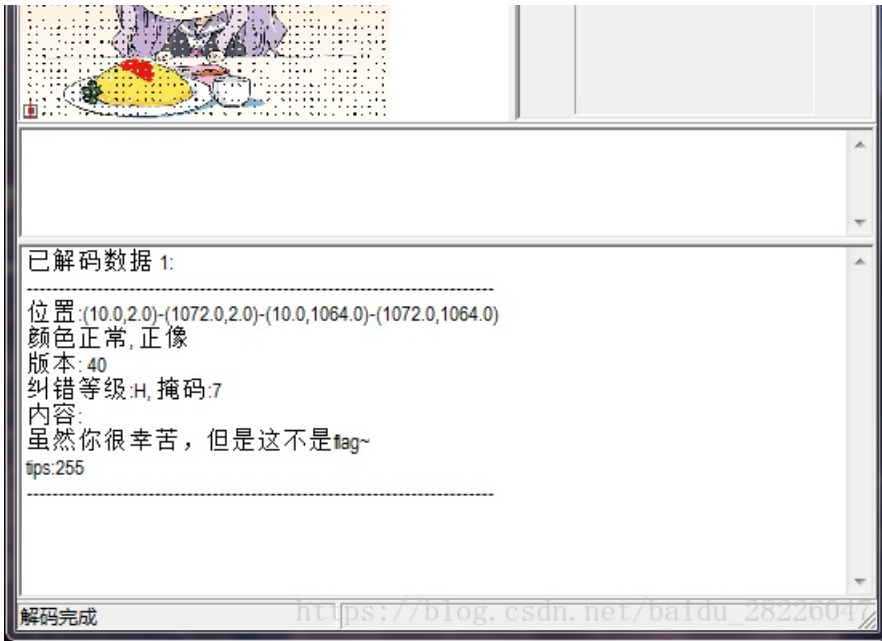 已解码数据 1:
---------------------------------------------------------------------------
位置:(10.0,2.0)-(1072.0,2.0)-(10.0,1064.0)-(1072.0,1064.0)
颜色正常, 正像
版本: 40
纠错等级:H, 掩码:7
内容:
虽然你很幸苦，但是这不是flag~
tips:255
---------------------------------------------------------------------------
解码完成
https://blog.csdn.net/baidu_28226047